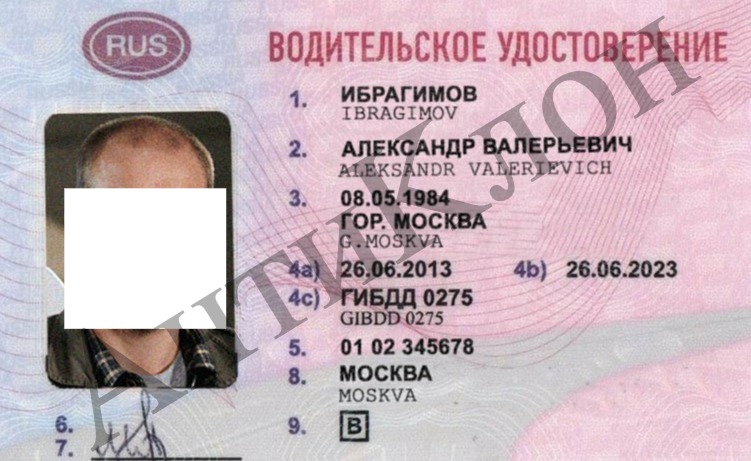 RUS
ВОДИТЕЛЬСКОЕ УДОСТОВЕРЕНИЕ
1. ИБРАГИМОВ
IBRAGIMOV
2. АЛЕКСАНДР ВАЛЕРЬЕВИЧ
ALEKSANDR VALERIEVICH
3. 08.05.1984
ГОР. МОСКВА
G.MOSKVA
4a) 26.06.2013 4b) 26.06.2023
4c) ГИБДД 0275
GIBDD 0275
5. 01 02 345678
8. МОСКВА
MOSKVA
6.
7.
9. B
АнтиКлон